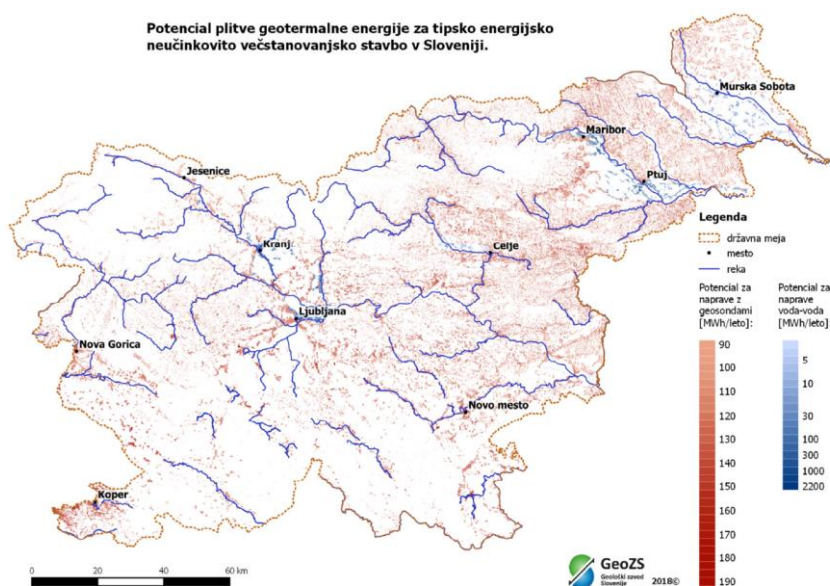 Potencial plitve geotermalne energije za tipsko energijsko
neučinkovito večstanovanjsko stavbo v Sloveniji.
Murska Sobota
Maribor
Ptuj
Jesenice
Kranj
Celje
Ljubljana
Nova Gorica
Novo mesto
Koper
Legenda
državna meja
mesto
reka
Potencial za
naprave z
geosondami
[MWh/leto]:
90
100
110
120
130
140
150
160
170
180
190
Potencial za
naprave
voda-voda
[MWh/leto]:
5
10
30
100
300
1000
2200
0 20 40 60 km
GeoZS
Geološki zavod
Slovenije
2018©